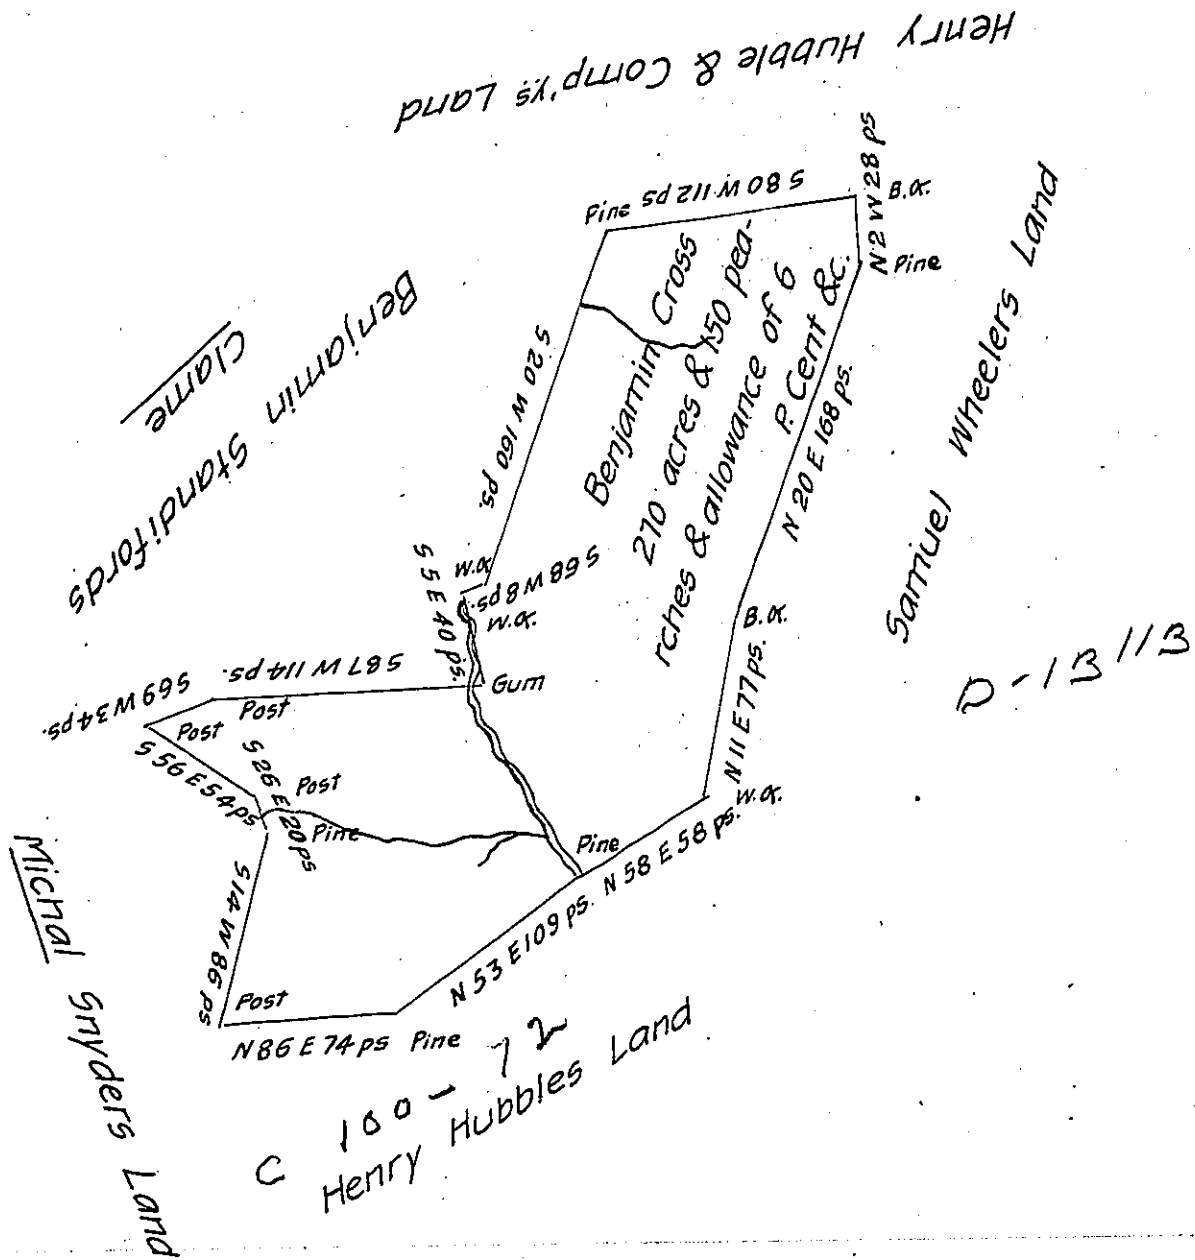 Henry Hubble & Comp'ys Land
S 80 W 112 ps
Pine
N 2 W 28 ps
B.o.
Pine
Benjamin Standifords
Clame
S 20 W 160 ps.
Benjamin Cross
270 acres & 150 pea-
rches & allowance of 6
P. Cent &c.
N 20 E 168 ps.
Samuel Wheelers Land
D-13 113
W.o.
S 68 W 8 ps.
W.o.
S 5 E 40 ps.
Gum
B.o.
N 11 E 77 ps.
W.o.
S 87 W 114 ps.
Post
S 69 W 34 ps.
Post
S 56 E 54 ps
Post
S 26 E 20 ps
Pine
S 14 W 86 ps
Post
N 86 E 74 ps
Pine
N 53 E 109 ps.
Pine
N 58 E 58 ps.
Michal Snyders Land
C 100-72
Henry Hubbles Land